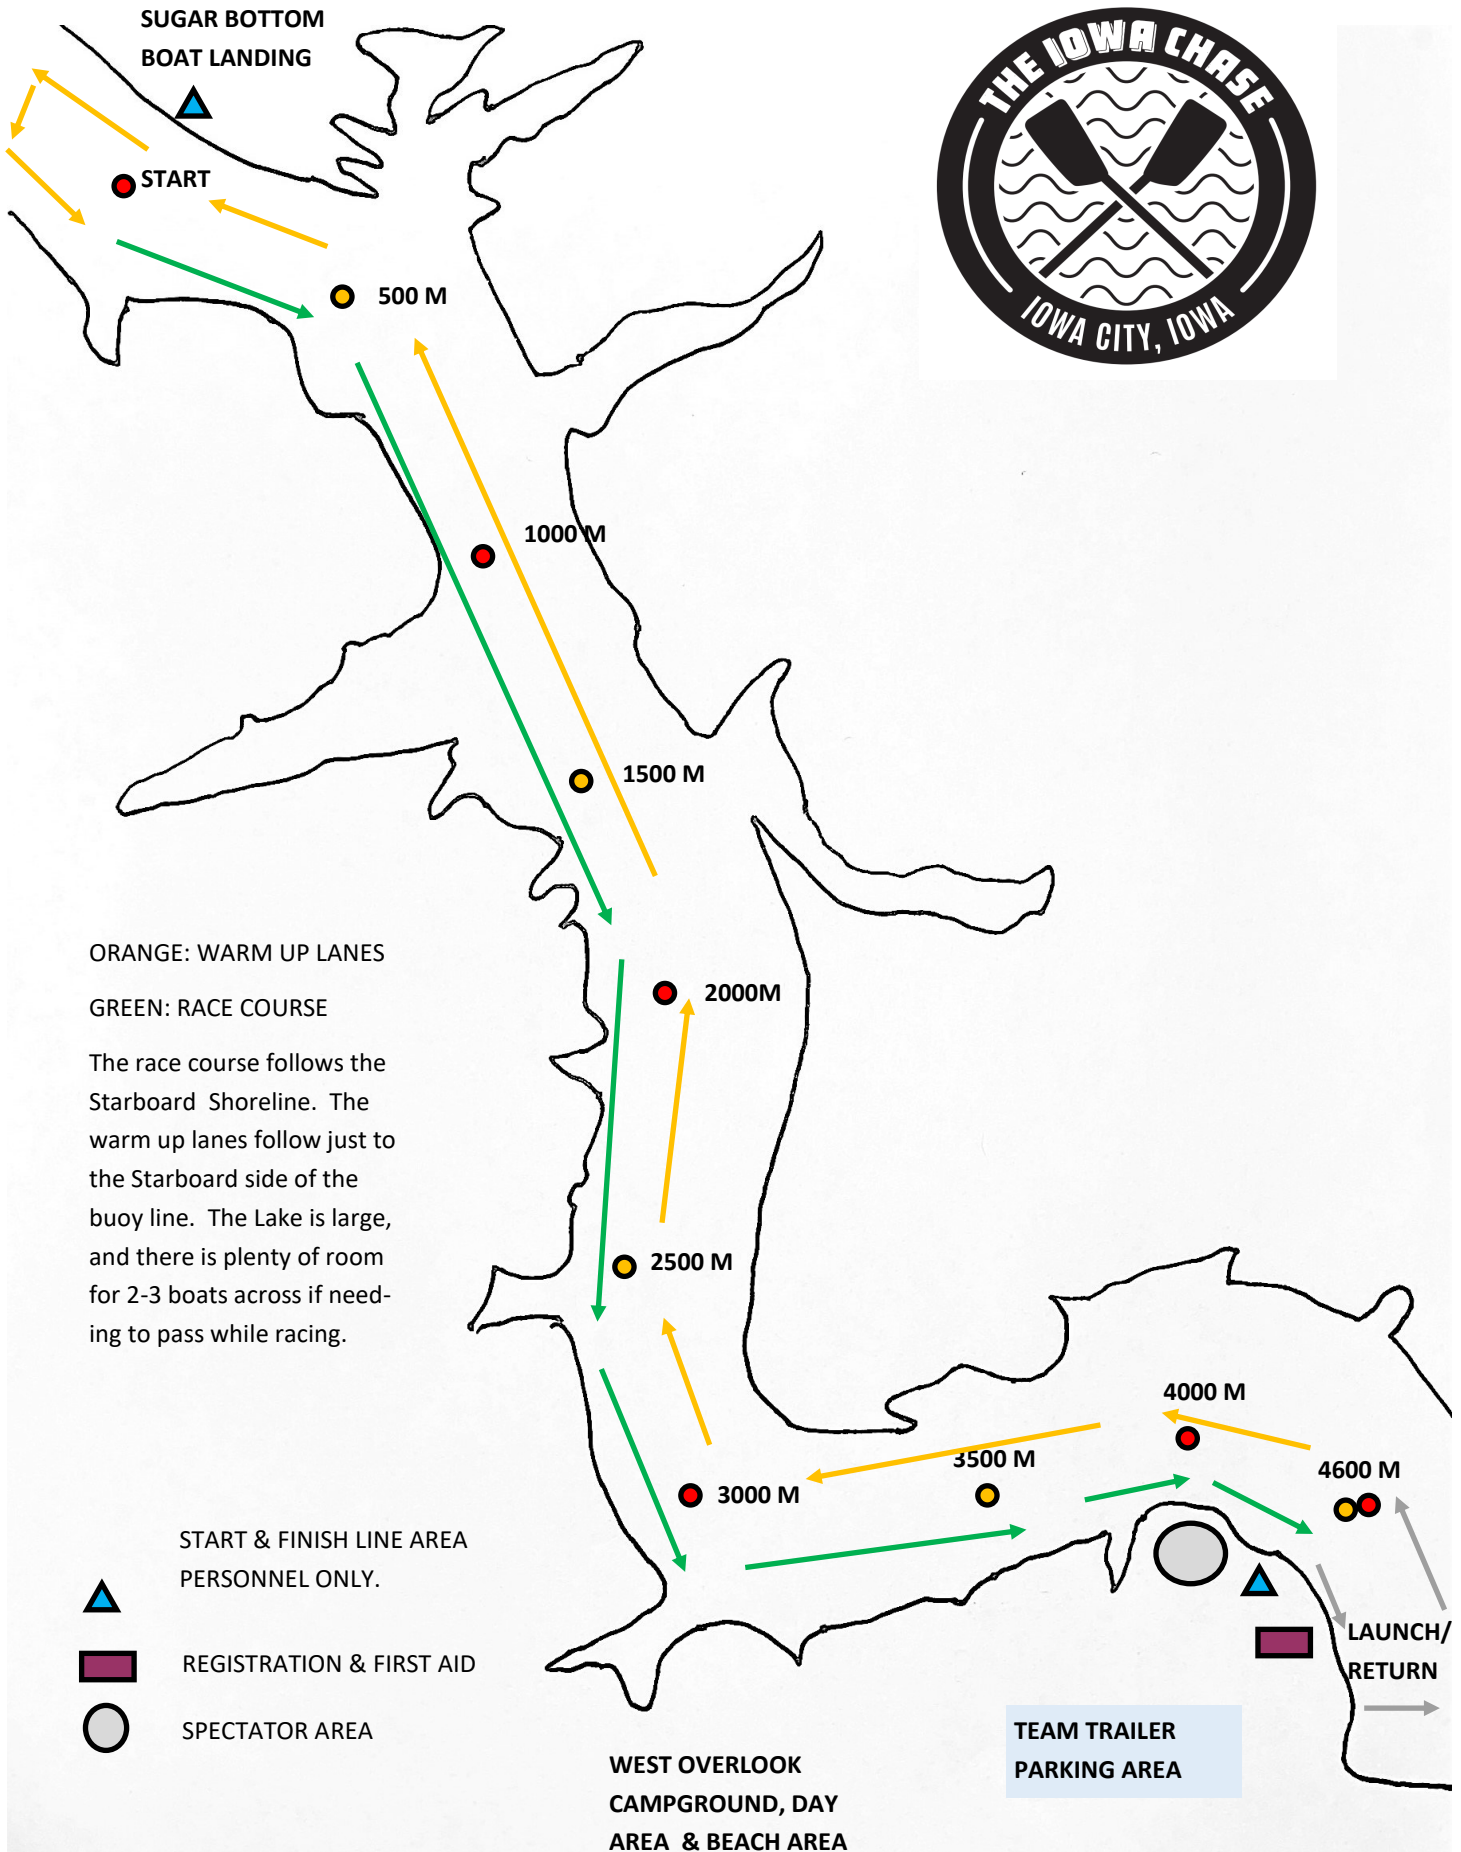 SUGAR BOTTOM
BOAT LANDING
THE IOWA CHASE
IOWA CITY, IOWA
START
500 M
1000 M
1500 M
ORANGE: WARM UP LANES
GREEN: RACE COURSE
The race course follows the
Starboard  Shoreline.  The
warm up lanes follow just to
the Starboard side of the
buoy line.  The Lake is large,
and there is plenty of room
for 2-3 boats across if need-
ing to pass while racing.
2000M
2500 M
3000 M
3500 M
4000 M
4600 M
START & FINISH LINE AREA
PERSONNEL ONLY.
REGISTRATION & FIRST AID
SPECTATOR AREA
LAUNCH/
RETURN
TEAM TRAILER
PARKING AREA
WEST OVERLOOK
CAMPGROUND, DAY
AREA  & BEACH AREA